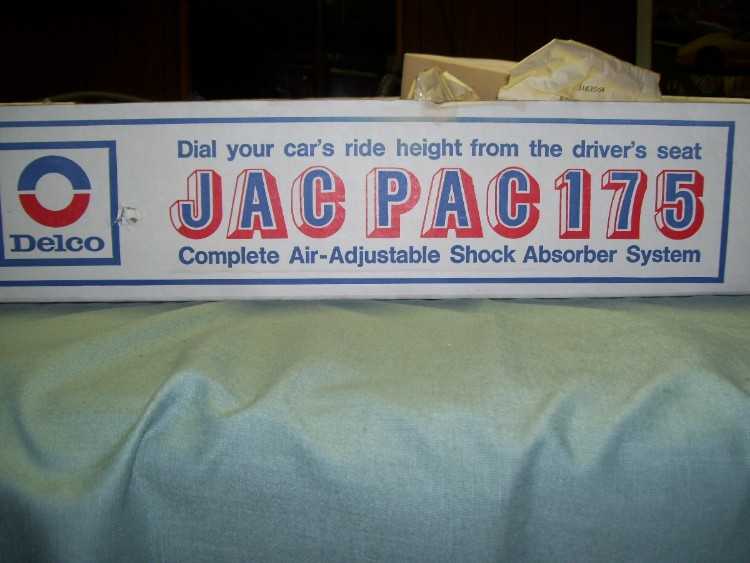 Dial your car's ride height from the driver's seat
JAC PAC 175
Complete Air-Adjustable Shock Absorber System
Delco